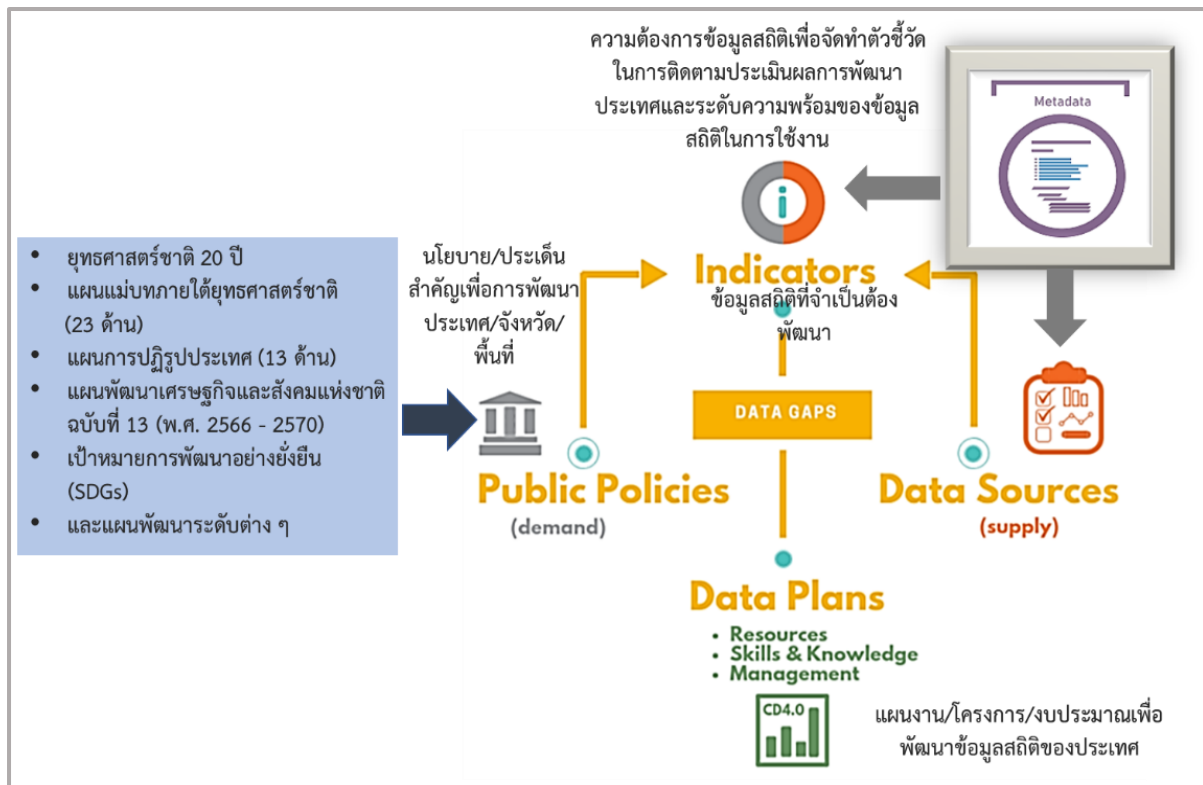 ความต้องการข้อมูลสถิติเพื่อจัดทำตัวชี้วัด
ในการติดตามประเมินผลการพัฒนา
ประเทศและระดับความพร้อมของข้อมูล
สถิติในการใช้งาน
Metadata
i
• ยุทธศาสตร์ชาติ 20 ปี
• แผนแม่บทภายใต้ยุทธศาสตร์ชาติ
(23 ด้าน)
• แผนการปฏิรูปประเทศ (13 ด้าน)
• แผนพัฒนาเศรษฐกิจและสังคมแห่งชาติ
ฉบับที่ 13 (พ.ศ. 2566 - 2570)
• เป้าหมายการพัฒนาอย่างยั่งยืน
(SDGs)
• และแผนพัฒนาระดับต่าง ๆ
นโยบาย/ประเด็น
สำคัญเพื่อการพัฒนา
ประเทศ/จังหวัด/
พื้นที่
Indicators
ข้อมูลสถิติที่จำเป็นต้อง
พัฒนา
DATA GAPS
Public Policies
(demand)
Data Sources
(supply)
Data Plans
• Resources
• Skills & Knowledge
• Management
CD4.0
แผนงาน/โครงการ/งบประมาณเพื่อ
พัฒนาข้อมูลสถิติของประเทศ